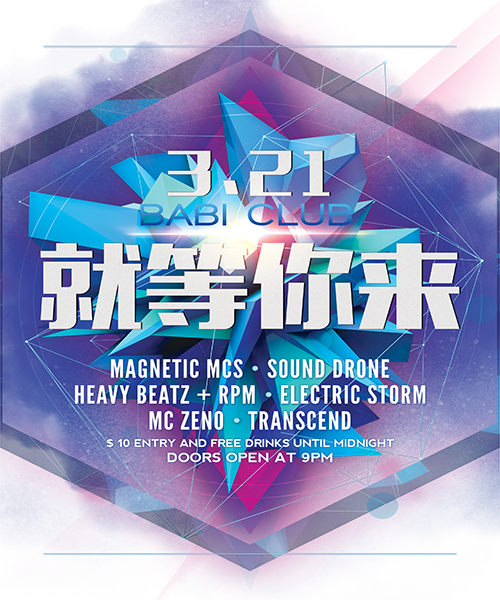 3、21
BABI CLUB
就等你来
MAGNETIC MCS • SOUND DRONE
HEAVY BEATZ + RPM • ELECTRIC STORM
MC ZENO • TRANSCEND
$ 10 ENTRY AND FREE DRINKS UNTIL MIDNIGHT
DOORS OPEN AT 9PM